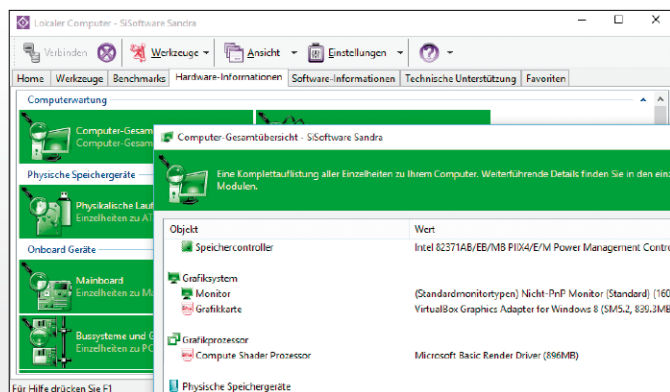 Lokaler Computer - SiSoftware Sandra
Verbinden Werkzeuge Ansicht Einstellungen
Home Werkzeuge Benchmarks Hardware-Informationen Software-Informationen Technische Unterstützung Favoriten
Computerwartung
Computer-Gesam
Computer-Gesam
Physische Speichergeräte
Physikalische Lauf
Einzelheiten zu AT
Onboard Geräte
Mainboard
Einzelheiten zu Ma
Bussysteme und G
Einzelheiten zu PC
Für Hilfe drücken Sie F1
Computer-Gesamtübersicht - SiSoftware Sandra
Eine Komplettauflistung aller Einzelheiten zu Ihrem Computer. Weiterführende Details finden Sie in den einz
Modulen.
Objekt Wert
Speichercontroller Intel 82371AB/EB/MB PIIX4/E/M Power Management Contro
Grafiksystem
Monitor (Standardmonitortypen) Nicht-PnP Monitor (Standard) (160
Grafikkarte VirtualBox Graphics Adapter for Windows 8 (SM5.2, 839.3MB
Grafikprozessor
Compute Shader Prozessor Microsoft Basic Render Driver (896MB)
Physische Speichergeräte